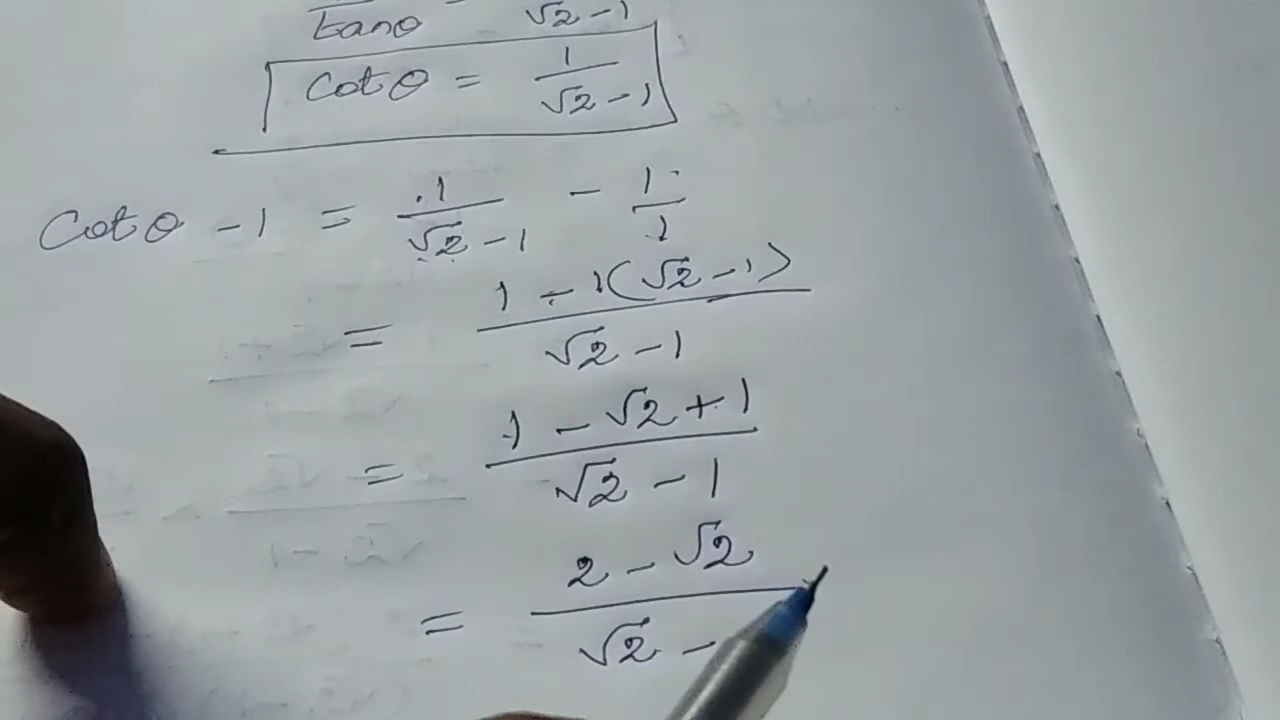 tanθ = √2 - 1
cotθ = 1 / √2 - 1
cotθ - 1 = 1 / √2 - 1 - 1 / 1
= 1 - 1(√2 - 1) / √2 - 1
= 1 - √2 + 1 / √2 - 1
= 2 - √2 / √2 -